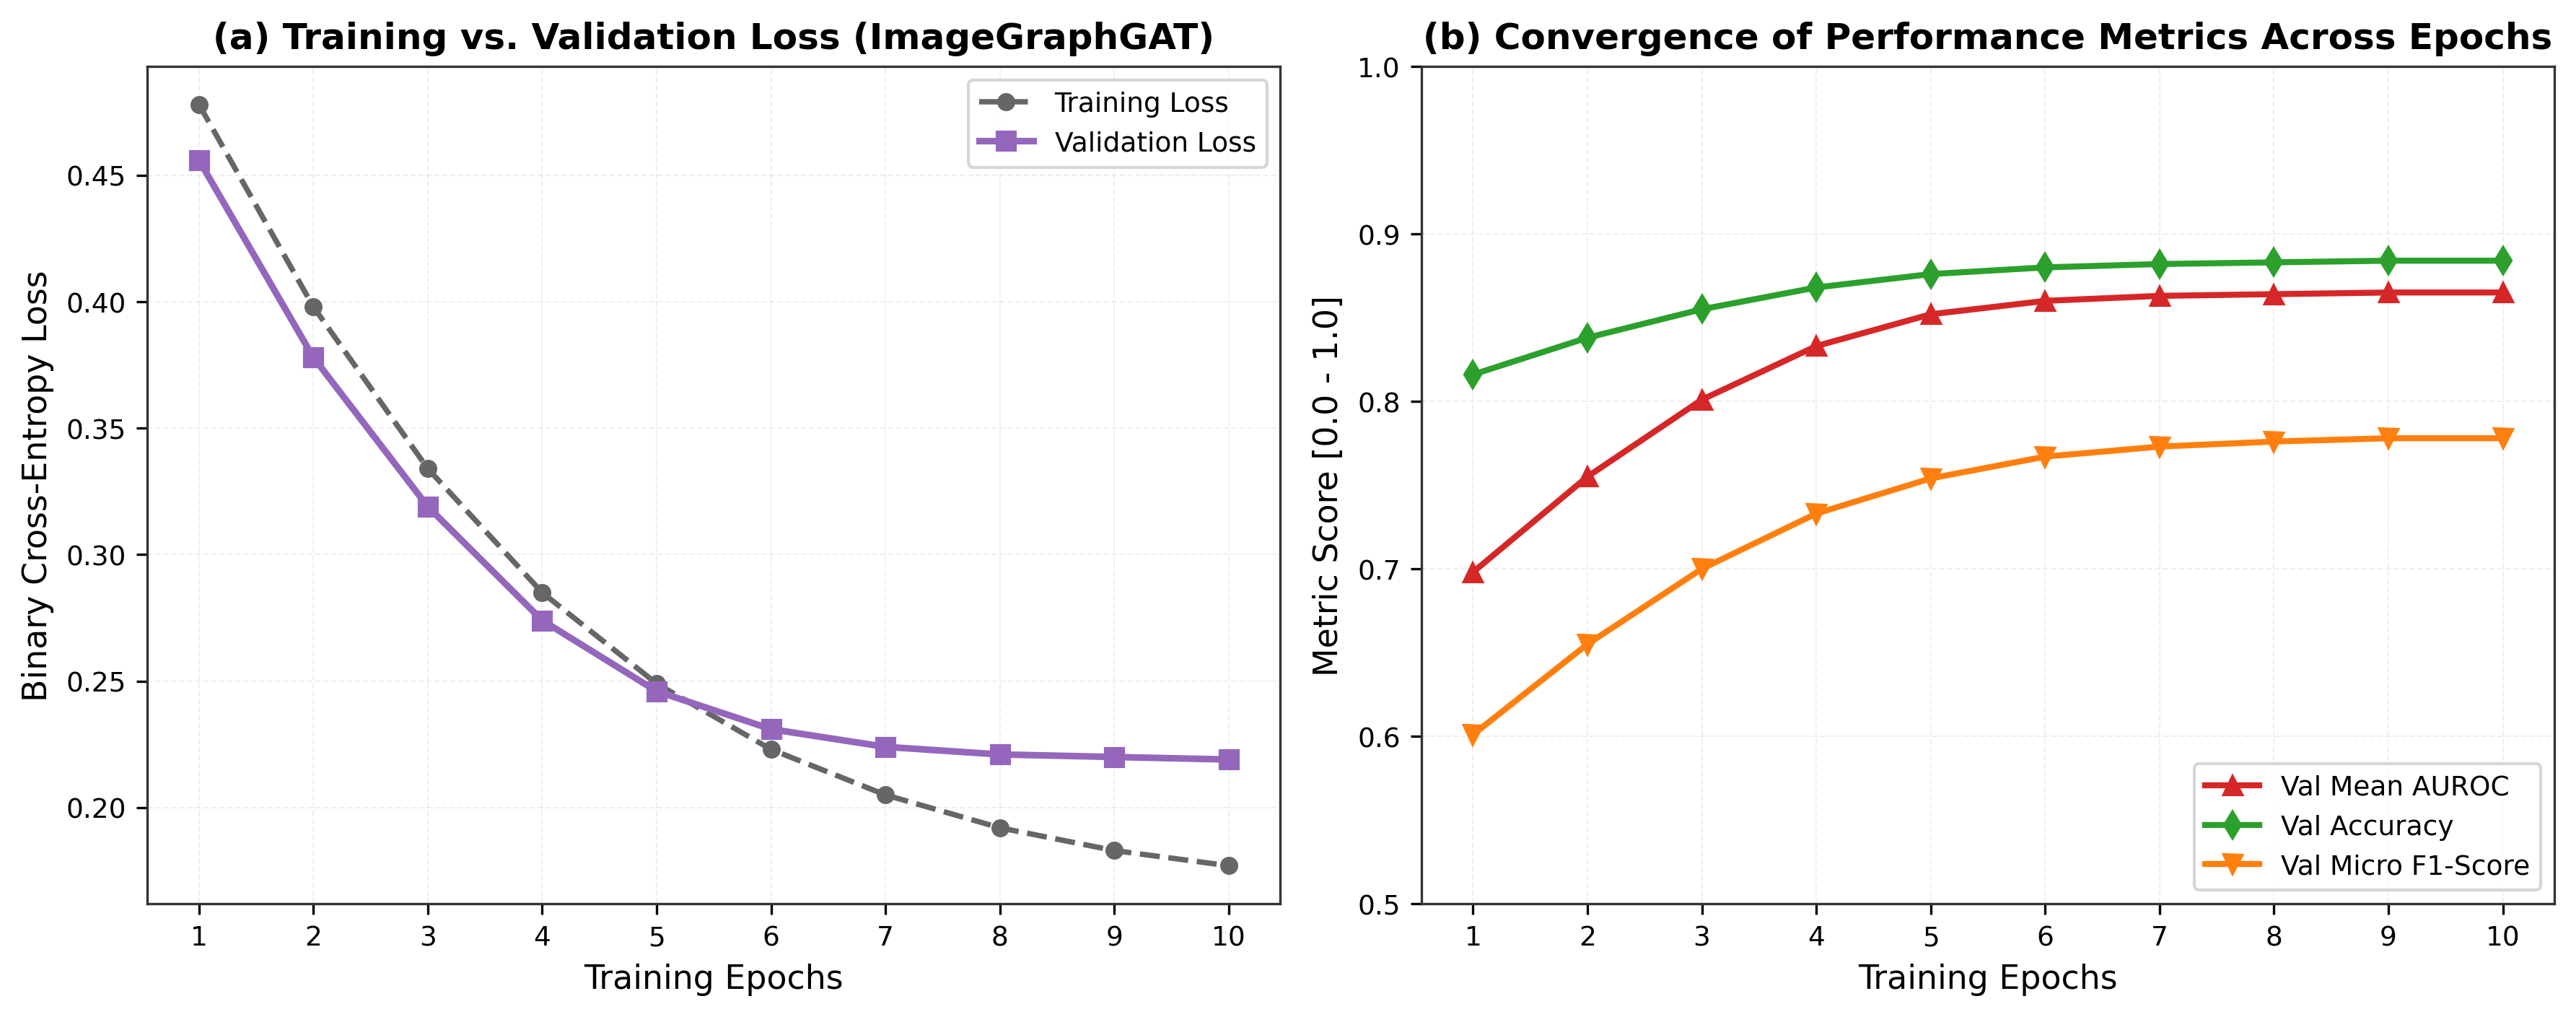 (a) Training vs. Validation Loss (ImageGraphGAT)
Training Loss
Validation Loss
Binary Cross-Entropy Loss
0.45
0.40
0.35
0.30
0.25
0.20
1 2 3 4 5 6 7 8 9 10
Training Epochs
(b) Convergence of Performance Metrics Across Epochs
Metric Score [0.0 - 1.0]
1.0
0.9
0.8
0.7
0.6
0.5
Val Mean AUROC
Val Accuracy
Val Micro F1-Score
1 2 3 4 5 6 7 8 9 10
Training Epochs